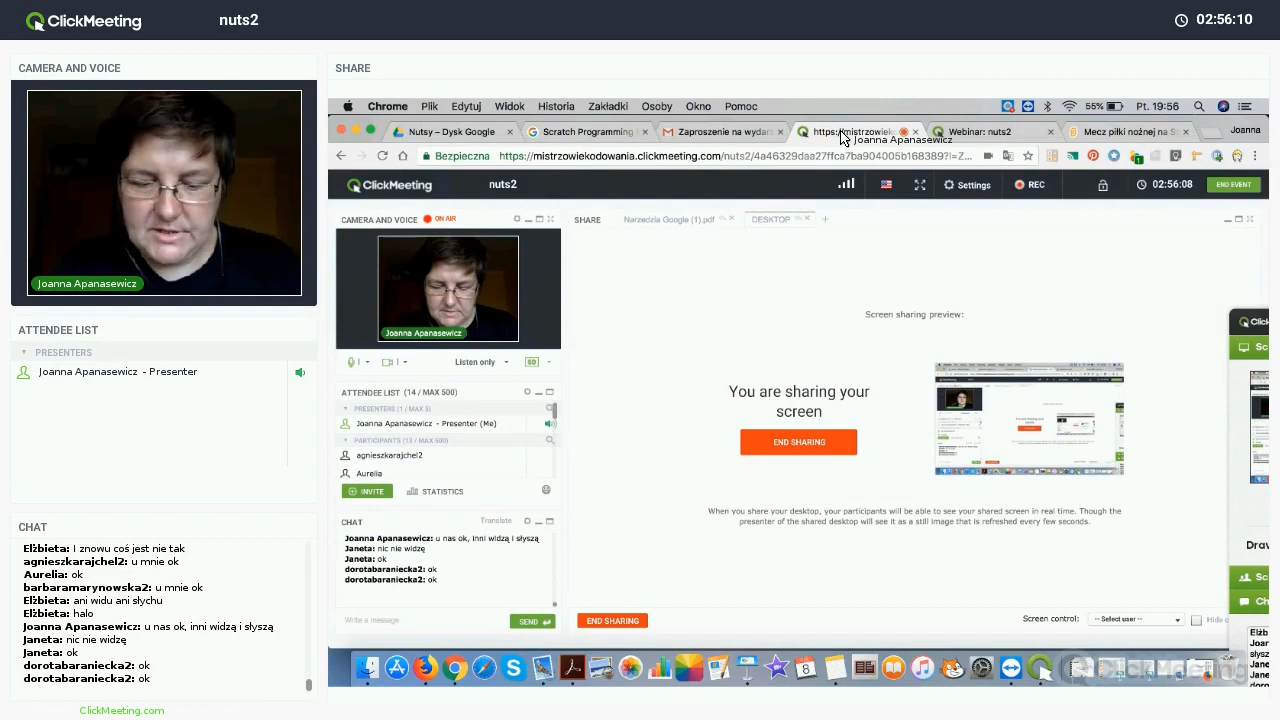 ClickMeeting
nuts2
02:56:10
CAMERA AND VOICE
Joanna Apanasewicz
ATTENDEE LIST
PRESENTERS
Joanna Apanasewicz - Presenter
CHAT
Elżbieta: I znowu coś jest nie tak
agnieszkarajchel2: u mnie ok
Aurelia: ok
barbaramarynowska2: u mnie ok
Elżbieta: ani widu ani słychu
Elżbieta: halo
Joanna Apanasewicz: u nas ok, inni widzą i słyszą
Janeta: nic nie widzę
Janeta: ok
dorotabaraniecka2: ok
dorotabaraniecka2: ok
ClickMeeting.com
SHARE
Chrome Plik Edytuj Widok Historia Zakładki Osoby Okno Pomoc 55% Pt. 19:56
Nutsy – Dysk Google
Scratch Programming
Zaproszenie na wydar
Webinar: nuts2
Mecz piłki nożnej na S
Joanna
Joanna Apanasewicz
Bezpieczna https://mistrzowiekodowania.clickmeeting.com/nuts2/4a46329daa27ffca7ba904005b168389?l=Z...
ClickMeeting nuts2 Settings REC 02:56:08 END EVENT
CAMERA AND VOICE ON AIR
Joanna Apanasewicz
Listen only
ATTENDEE LIST (14 / MAX 500)
PRESENTERS (1 / MAX 5)
Joanna Apanasewicz - Presenter (Me)
PARTICIPANTS (13 / MAX 500)
agnieszkarajchel2
Aurelia
INVITE STATISTICS
CHAT Translate
Joanna Apanasewicz: u nas ok, inni widzą i słyszą
Janeta: nic nie widzę
Janeta: ok
dorotabaraniecka2: ok
dorotabaraniecka2: ok
Write a message SEND
SHARE Narzedzia Google (1).pdf DESKTOP
Screen sharing preview:
You are sharing your
screen
END SHARING
When you share your desktop, your participants will be able to see your shared screen in real time. Though the
presenter of the shared desktop will see it as a still image that is refreshed every few seconds.
END SHARING Screen control: -- Select user --
ClickMeeting